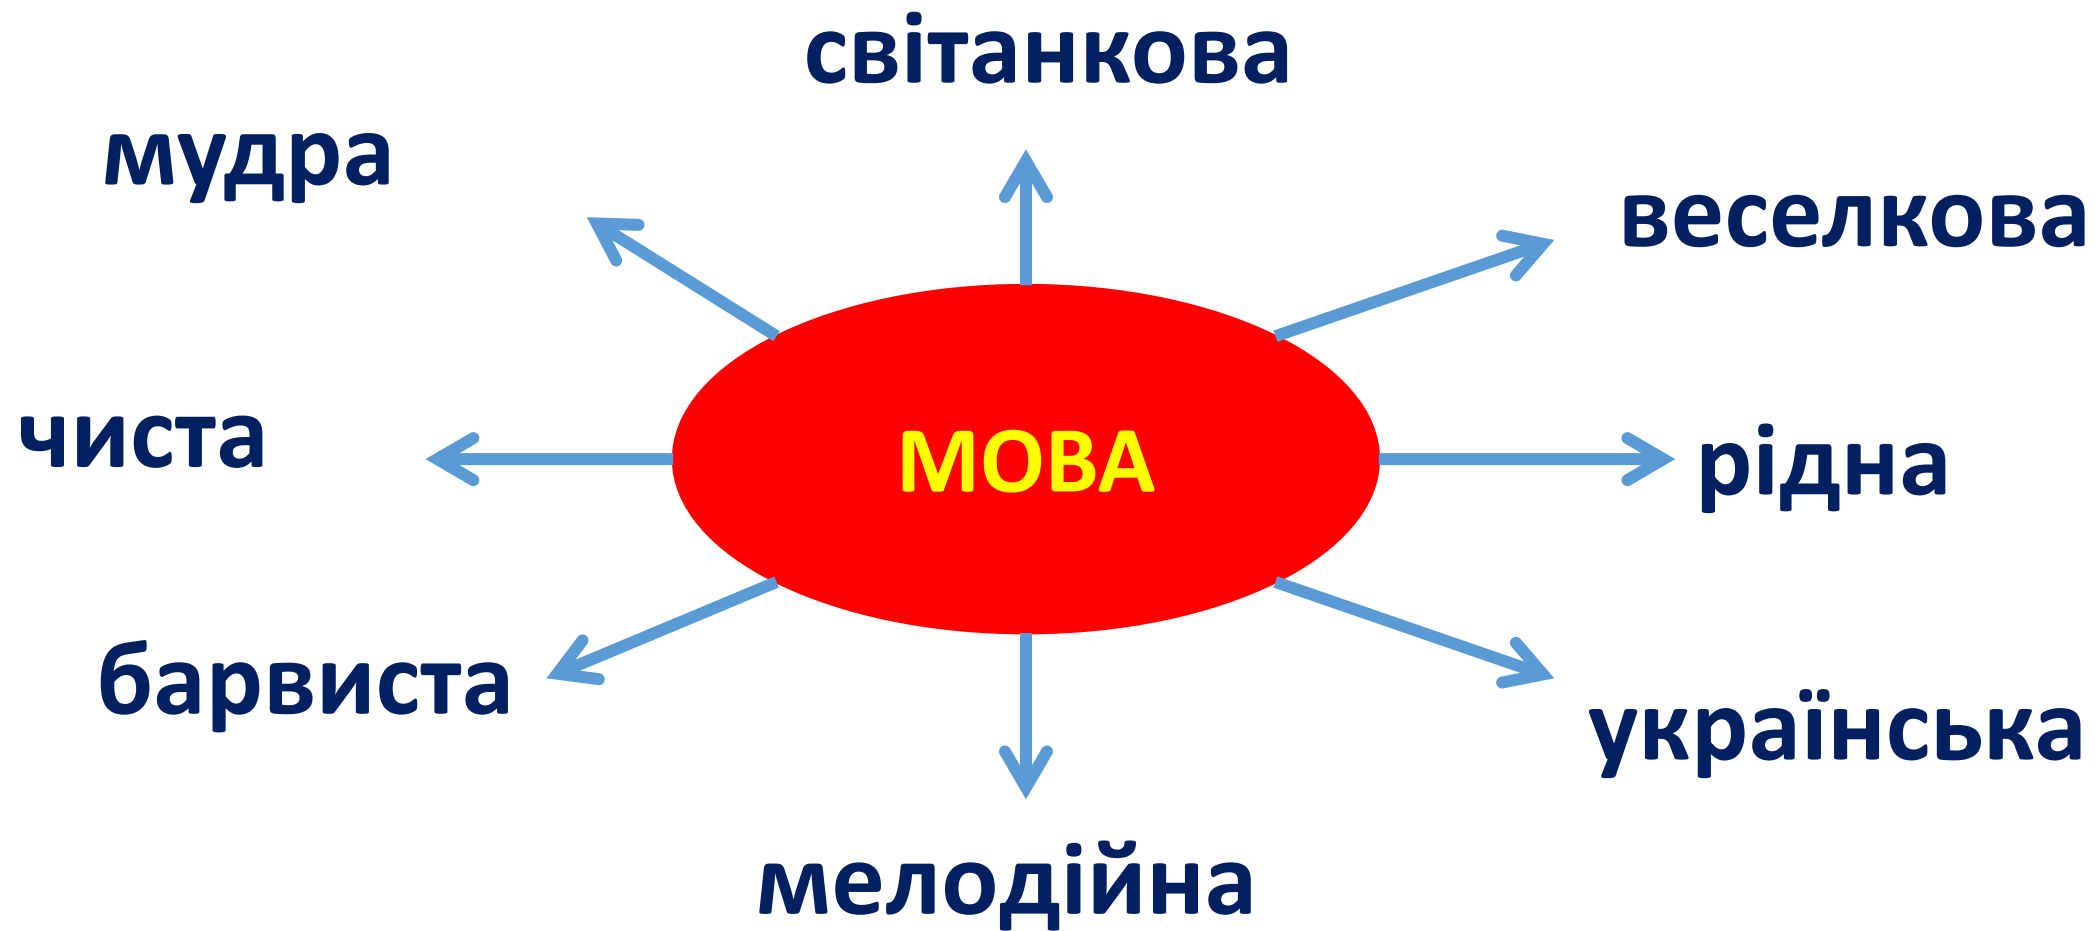 світанкова
мудра
веселкова
чиста
МОВА
рідна
барвиста
українська
мелодійна